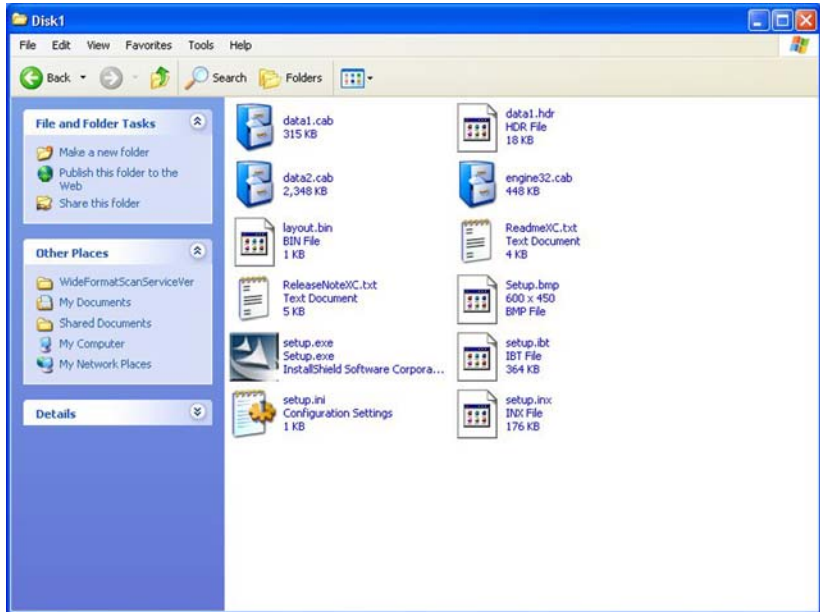 Disk1
File Edit View Favorites Tools Help
Back Search Folders
File and Folder Tasks
Make a new folder
Publish this folder to the
Web
Share this folder
Other Places
WideFormatScanServiceVer
My Documents
Shared Documents
My Computer
My Network Places
Details
data1.cab
315 KB
data1.hdr
HDR File
18 KB
data2.cab
2,348 KB
engine32.cab
448 KB
layout.bin
BIN File
1 KB
ReadmeXC.txt
Text Document
4 KB
ReleaseNoteXC.txt
Text Document
5 KB
Setup.bmp
600 x 450
BMP File
setup.exe
Setup.exe
InstallShield Software Corpora...
setup.ibt
IBT File
364 KB
setup.ini
Configuration Settings
1 KB
setup.inx
INX File
176 KB